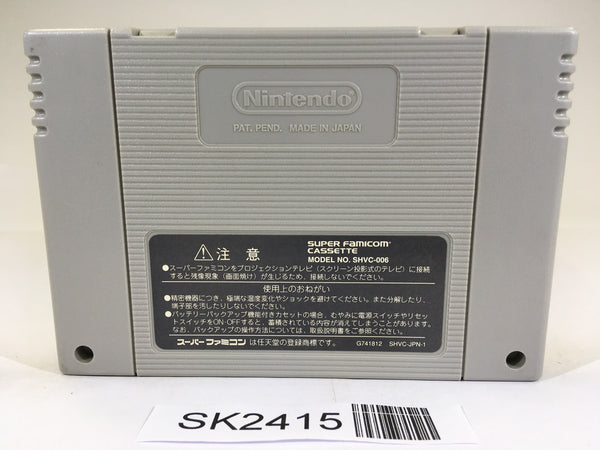 Nintendo
PAT. PEND. MADE IN JAPAN
⚠注意
SUPER FAMICOM
CASSETTE
MODEL NO. SHVC-006
●スーパーファミコンをプロジェクションテレビ(スクリーン投影式のテレビ)に接続
すると残像現象(画面焼け)が生じるため、接続しないでください。
使用上のおねがい
●精密機器につき、極端な温度変化やショックを避けてください。また分解したり、
端子部を汚したりしないでください。
●バッテリーバックアップ機能付きカセットの場合、むやみに電源スイッチやリセッ
トスイッチをON・OFFすると、蓄積されている内容が消えてしまうことがあります。
なお、バックアップの操作方法については、取扱説明書をご参照ください。
スーパーファミコン は任天堂の登録商標です。
G741812 SHVC-JPN-1
SK2415